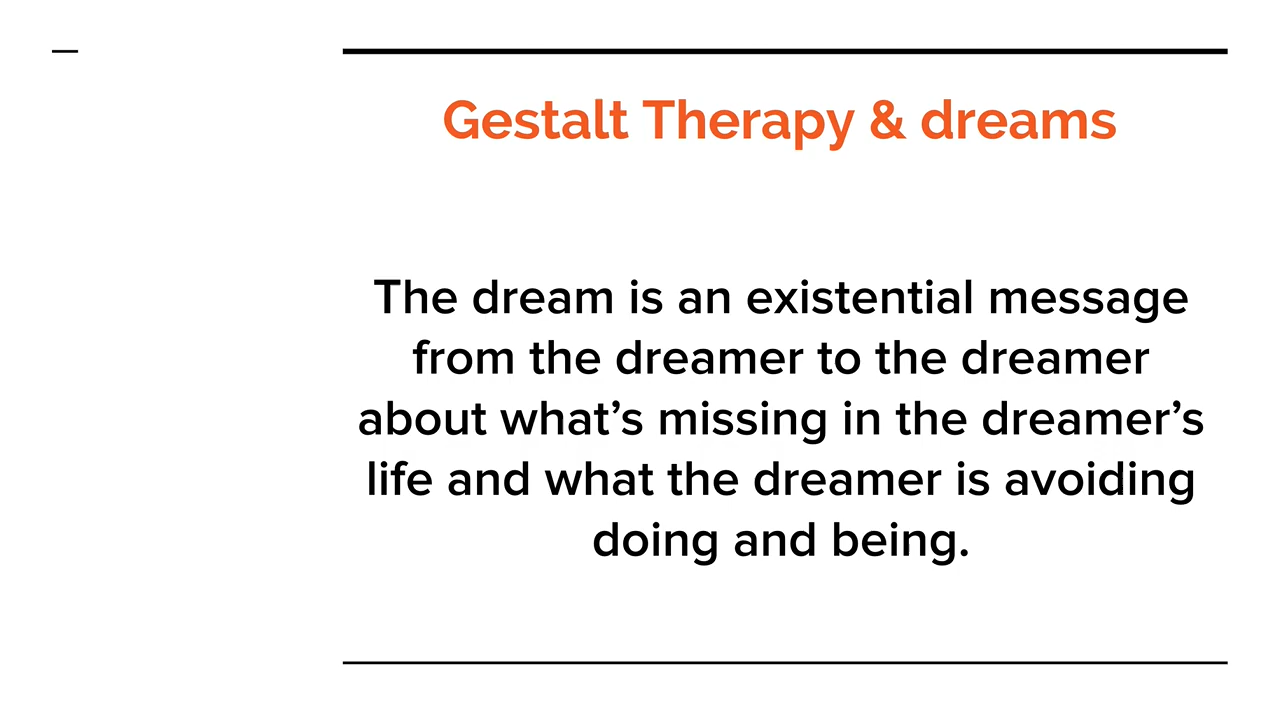 Gestalt Therapy & dreams
The dream is an existential message
from the dreamer to the dreamer
about what’s missing in the dreamer’s
life and what the dreamer is avoiding
doing and being.